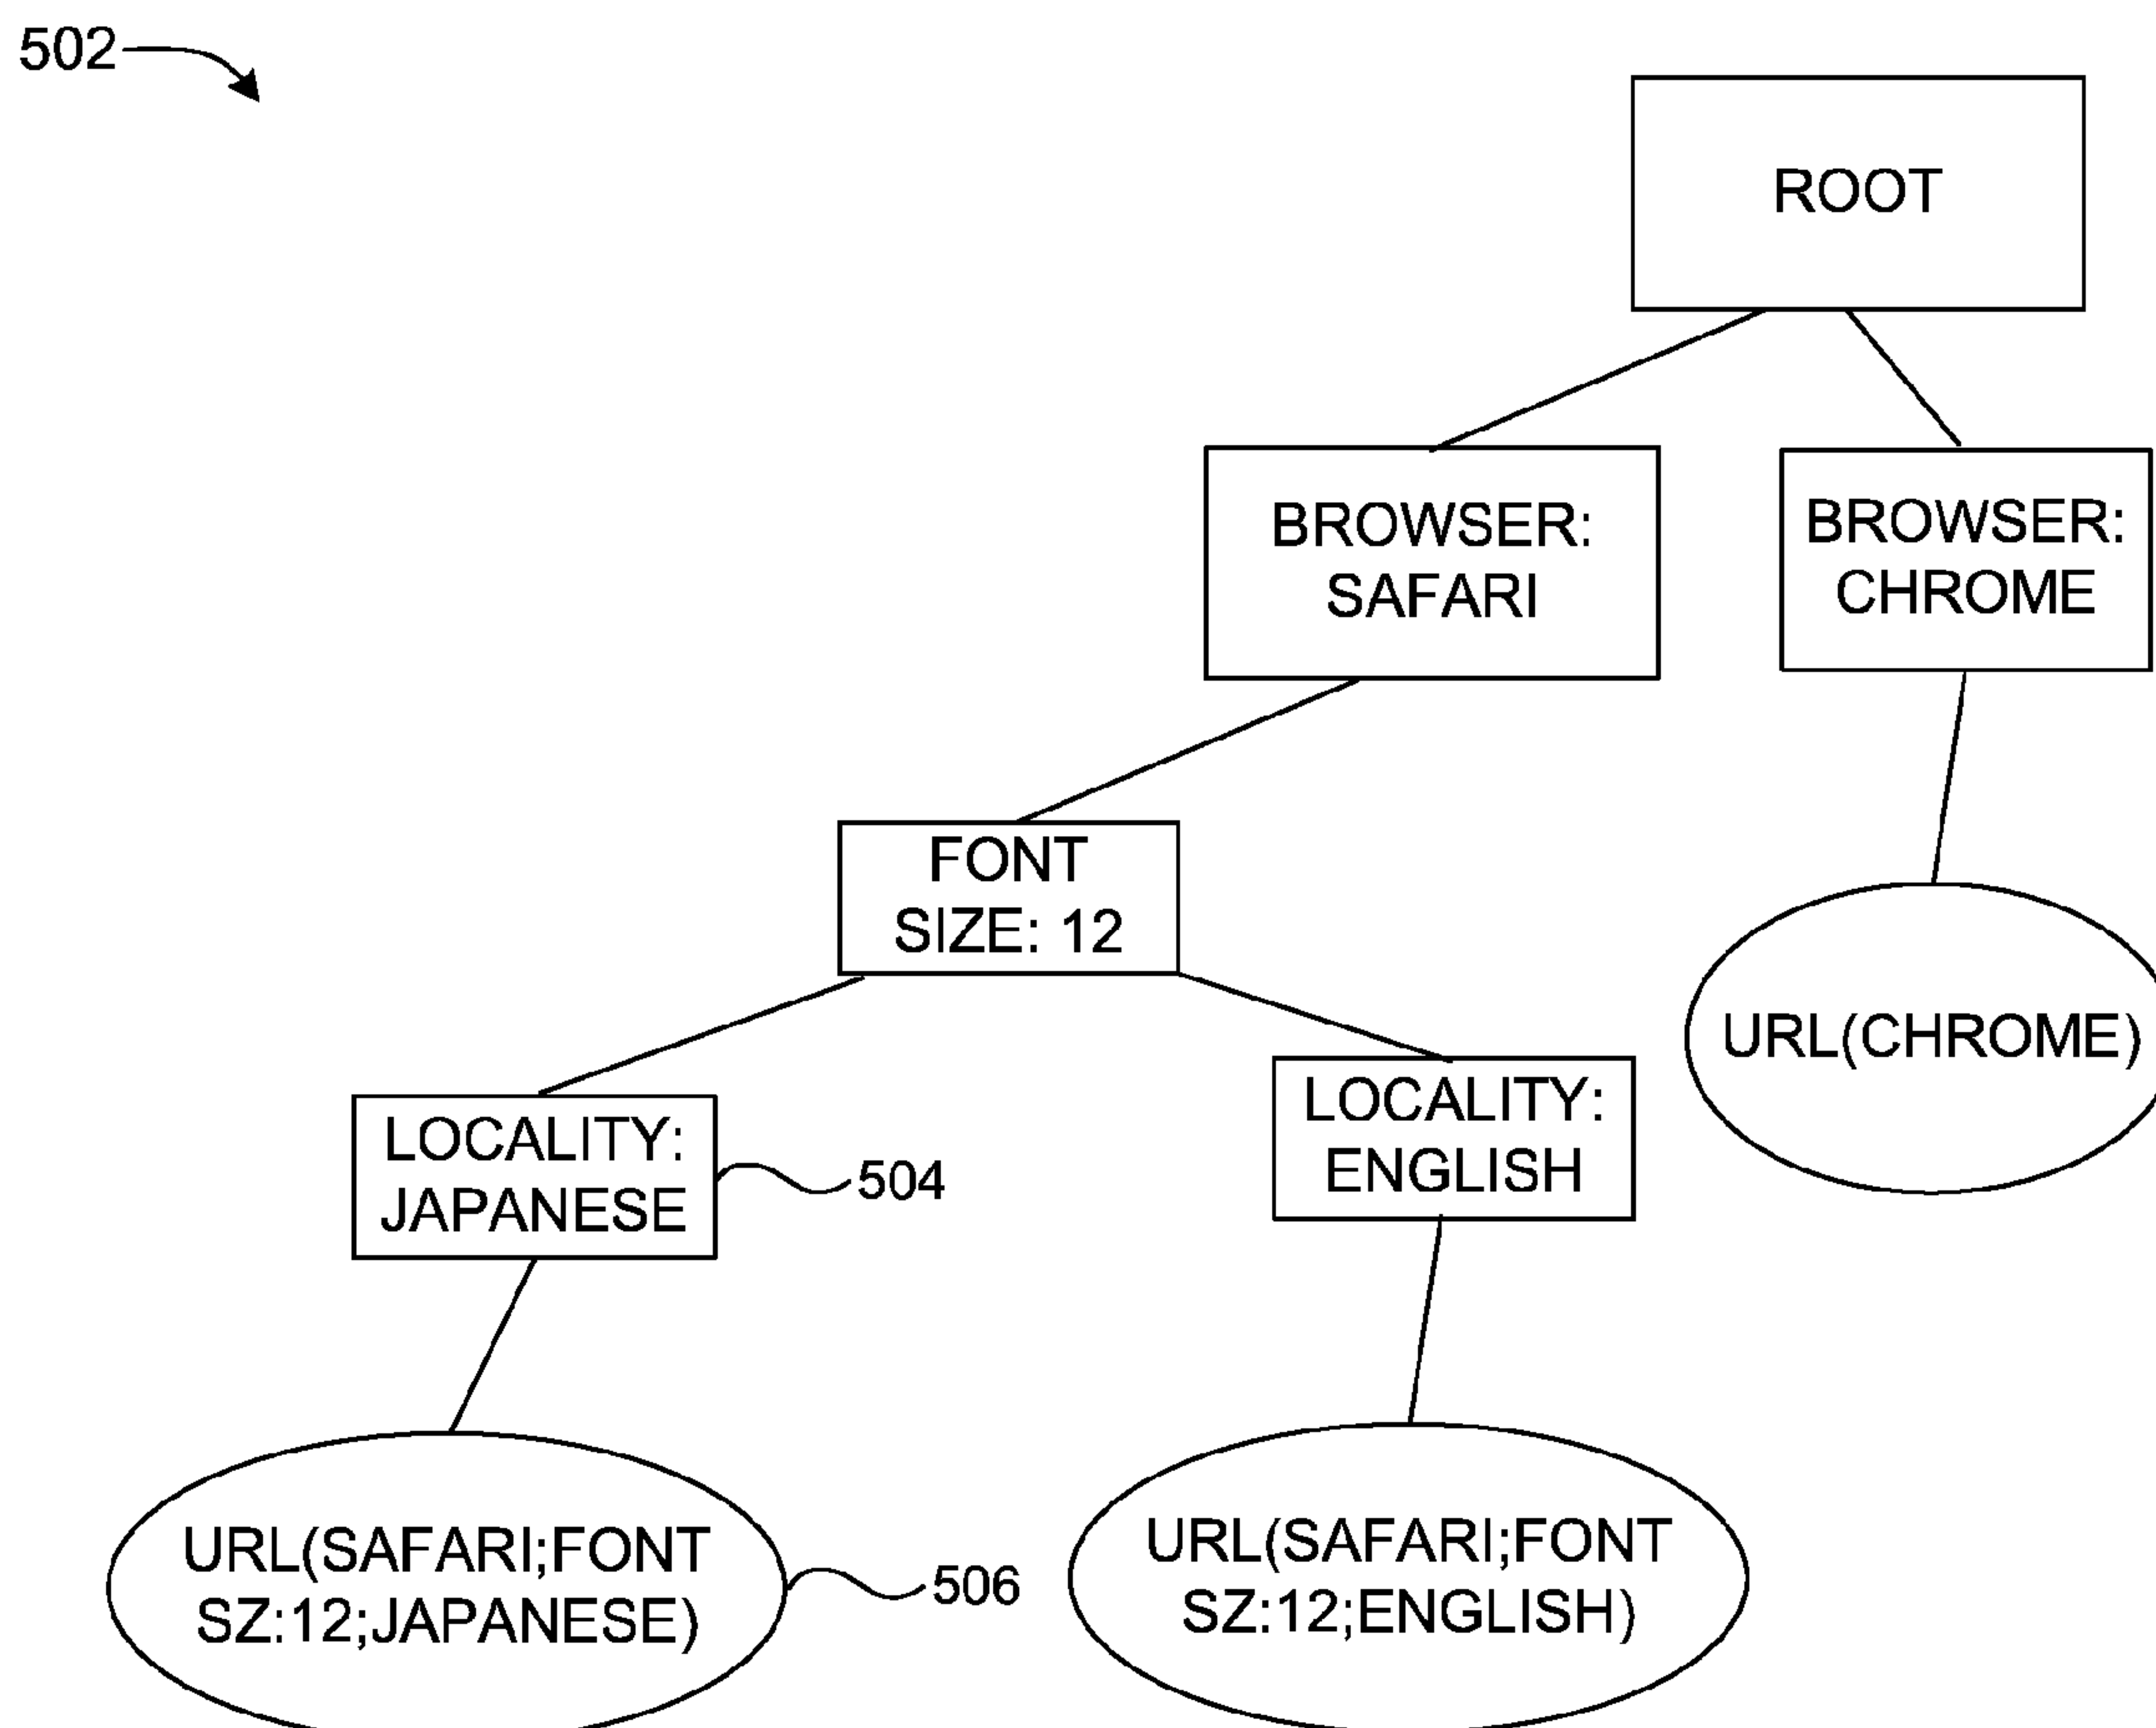 502
ROOT
BROWSER:
SAFARI
BROWSER:
CHROME
FONT
SIZE: 12
URL(CHROME)
LOCALITY:
JAPANESE
504
LOCALITY:
ENGLISH
URL(SAFARI;FONT
SZ:12;JAPANESE)
506
URL(SAFARI;FONT
SZ:12;ENGLISH)